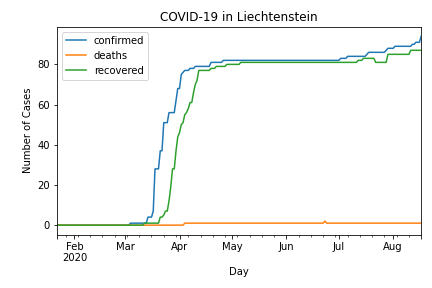 COVID-19 in Liechtenstein
confirmed
deaths
recovered
Number of Cases
80
60
40
20
0
Feb
2020
Mar
Apr
May
Jun
Jul
Aug
Day